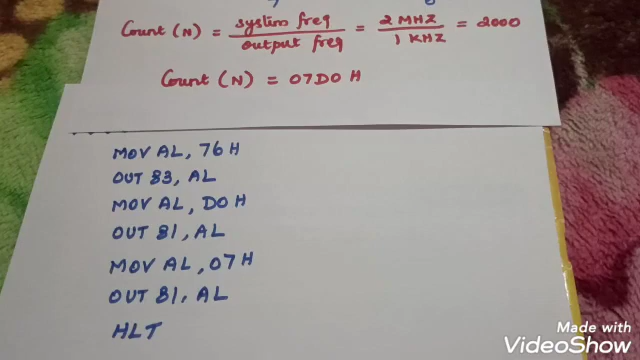 Count (N) = system freq / output freq = 2 MHZ / 1 KHZ = 2000
Count (N) = 07D0 H
MOV AL, 76 H
OUT 83, AL
MOV AL, D0 H
OUT 81, AL
MOV AL, 07 H
OUT 81, AL
HLT
Made with
VideoShow